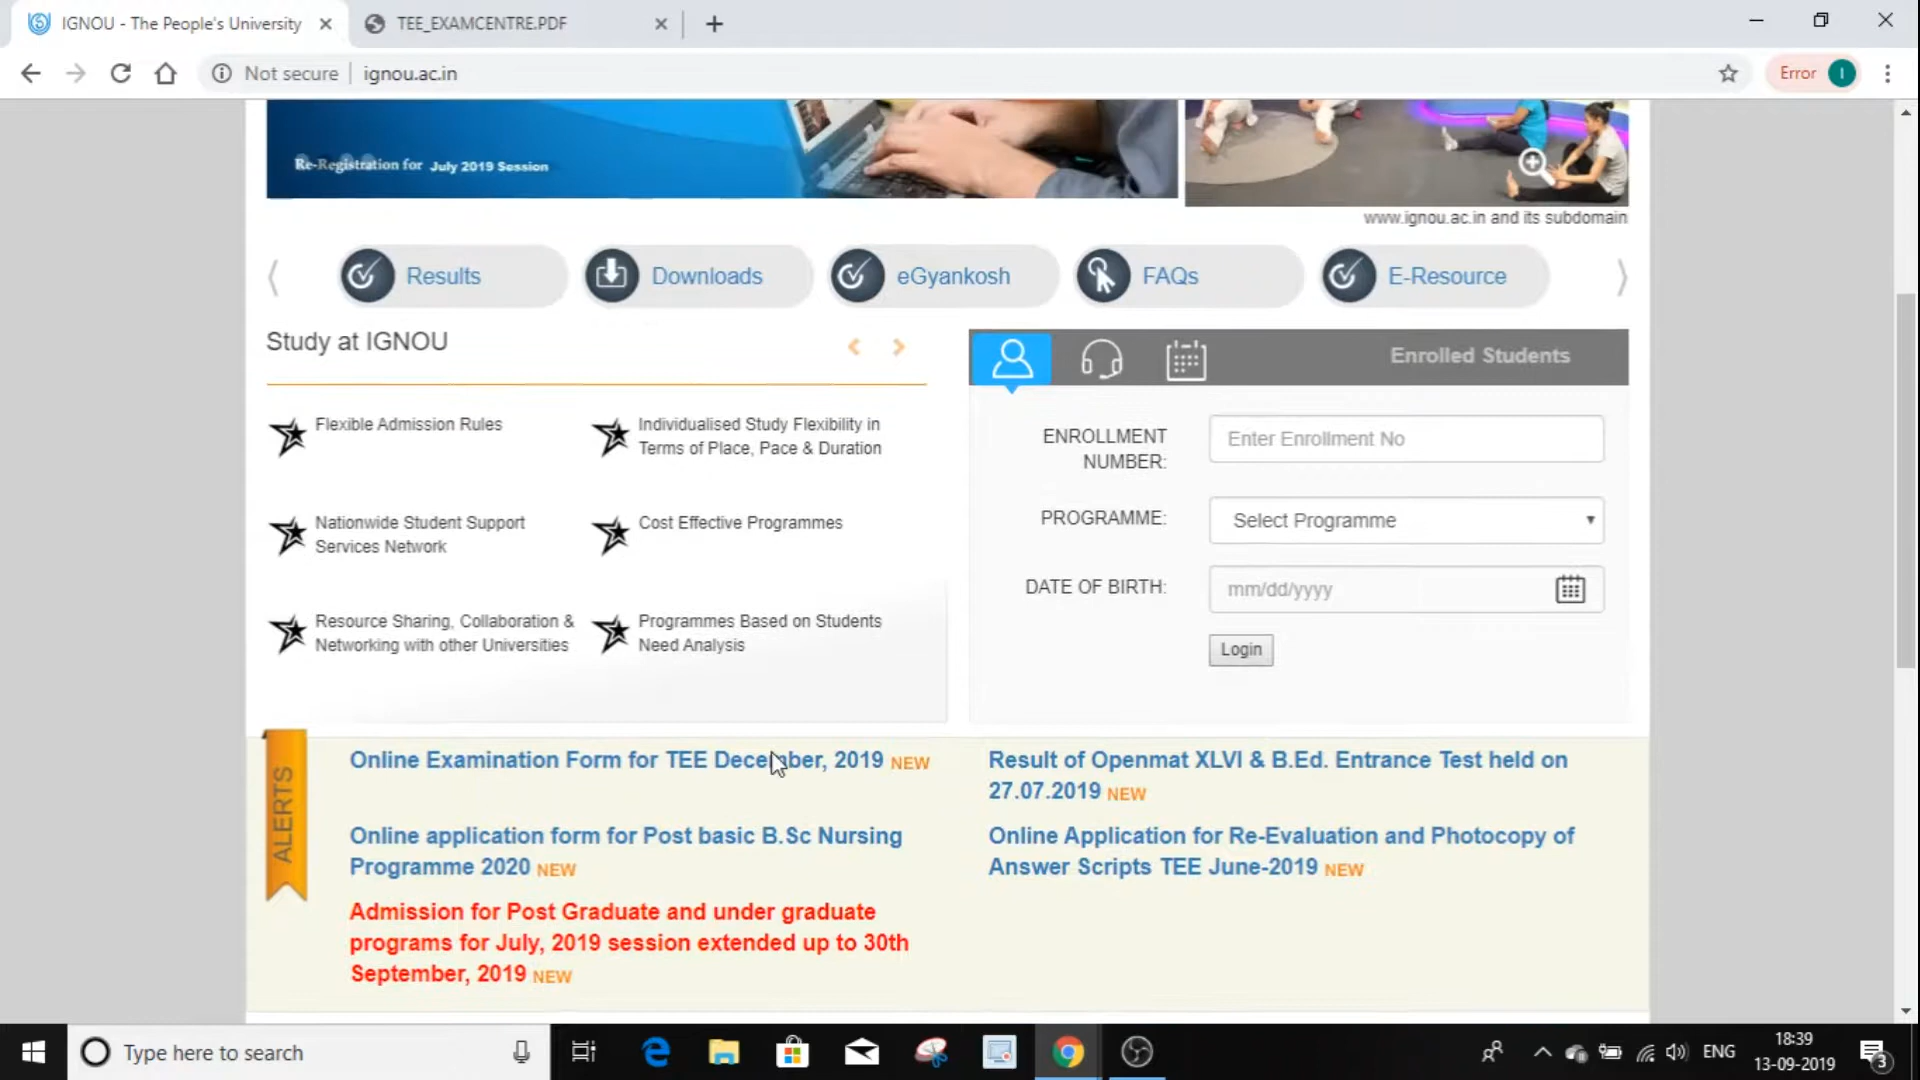 IGNOU - The People's University
TEE_EXAMCENTRE.PDF
Not secure
ignou.ac.in
Error
I
Re-Registration for July 2019 Session
www.ignou.ac.in and its subdomain
Results
Downloads
eGyankosh
FAQs
E-Resource
Study at IGNOU
Flexible Admission Rules
Individualised Study Flexibility in
Terms of Place, Pace & Duration
Nationwide Student Support
Services Network
Cost Effective Programmes
Resource Sharing, Collaboration &
Networking with other Universities
Programmes Based on Students
Need Analysis
Enrolled Students
ENROLLMENT
NUMBER:
Enter Enrollment No
PROGRAMME:
Select Programme
DATE OF BIRTH:
mm/dd/yyyy
Login
ALERTS
Online Examination Form for TEE December, 2019 NEW
Online application form for Post basic B.Sc Nursing
Programme 2020 NEW
Admission for Post Graduate and under graduate
programs for July, 2019 session extended up to 30th
September, 2019 NEW
Result of Openmat XLVI & B.Ed. Entrance Test held on
27.07.2019 NEW
Online Application for Re-Evaluation and Photocopy of
Answer Scripts TEE June-2019 NEW
Type here to search
ENG
18:39
13-09-2019
3